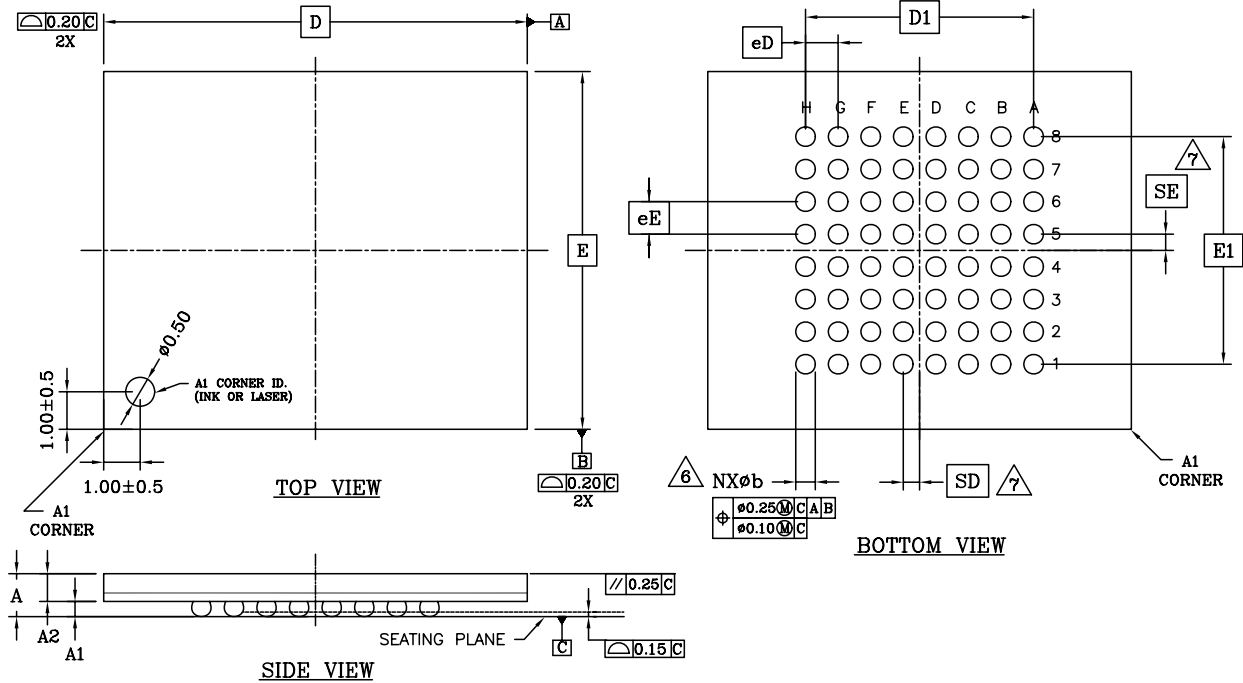 ⌓ 0.20 C
2X
D
A
E
ø0.50
A1 CORNER ID.
(INK OR LASER)
1.00±0.5
1.00±0.5
A1
CORNER
TOP VIEW
B
⌓ 0.20 C
2X
D1
eD
H G F E D C B A
8
7
6
5
4
3
2
1
7
SE
eE
E1
6 NXøb
⌖ ø0.25Ⓜ C A B
ø0.10Ⓜ C
SD 7
A1
CORNER
BOTTOM VIEW
A
A2
A1
// 0.25 C
SEATING PLANE
C
⌓ 0.15 C
SIDE VIEW